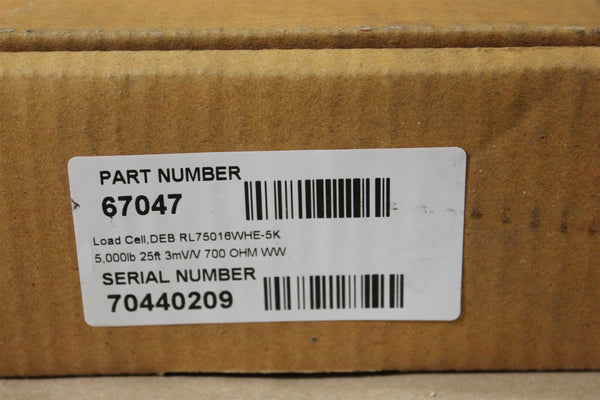 PART NUMBER
67047
Load Cell,DEB RL75016WHE-5K
5,000lb 25ft 3mV/V 700 OHM WW
SERIAL NUMBER
70440209